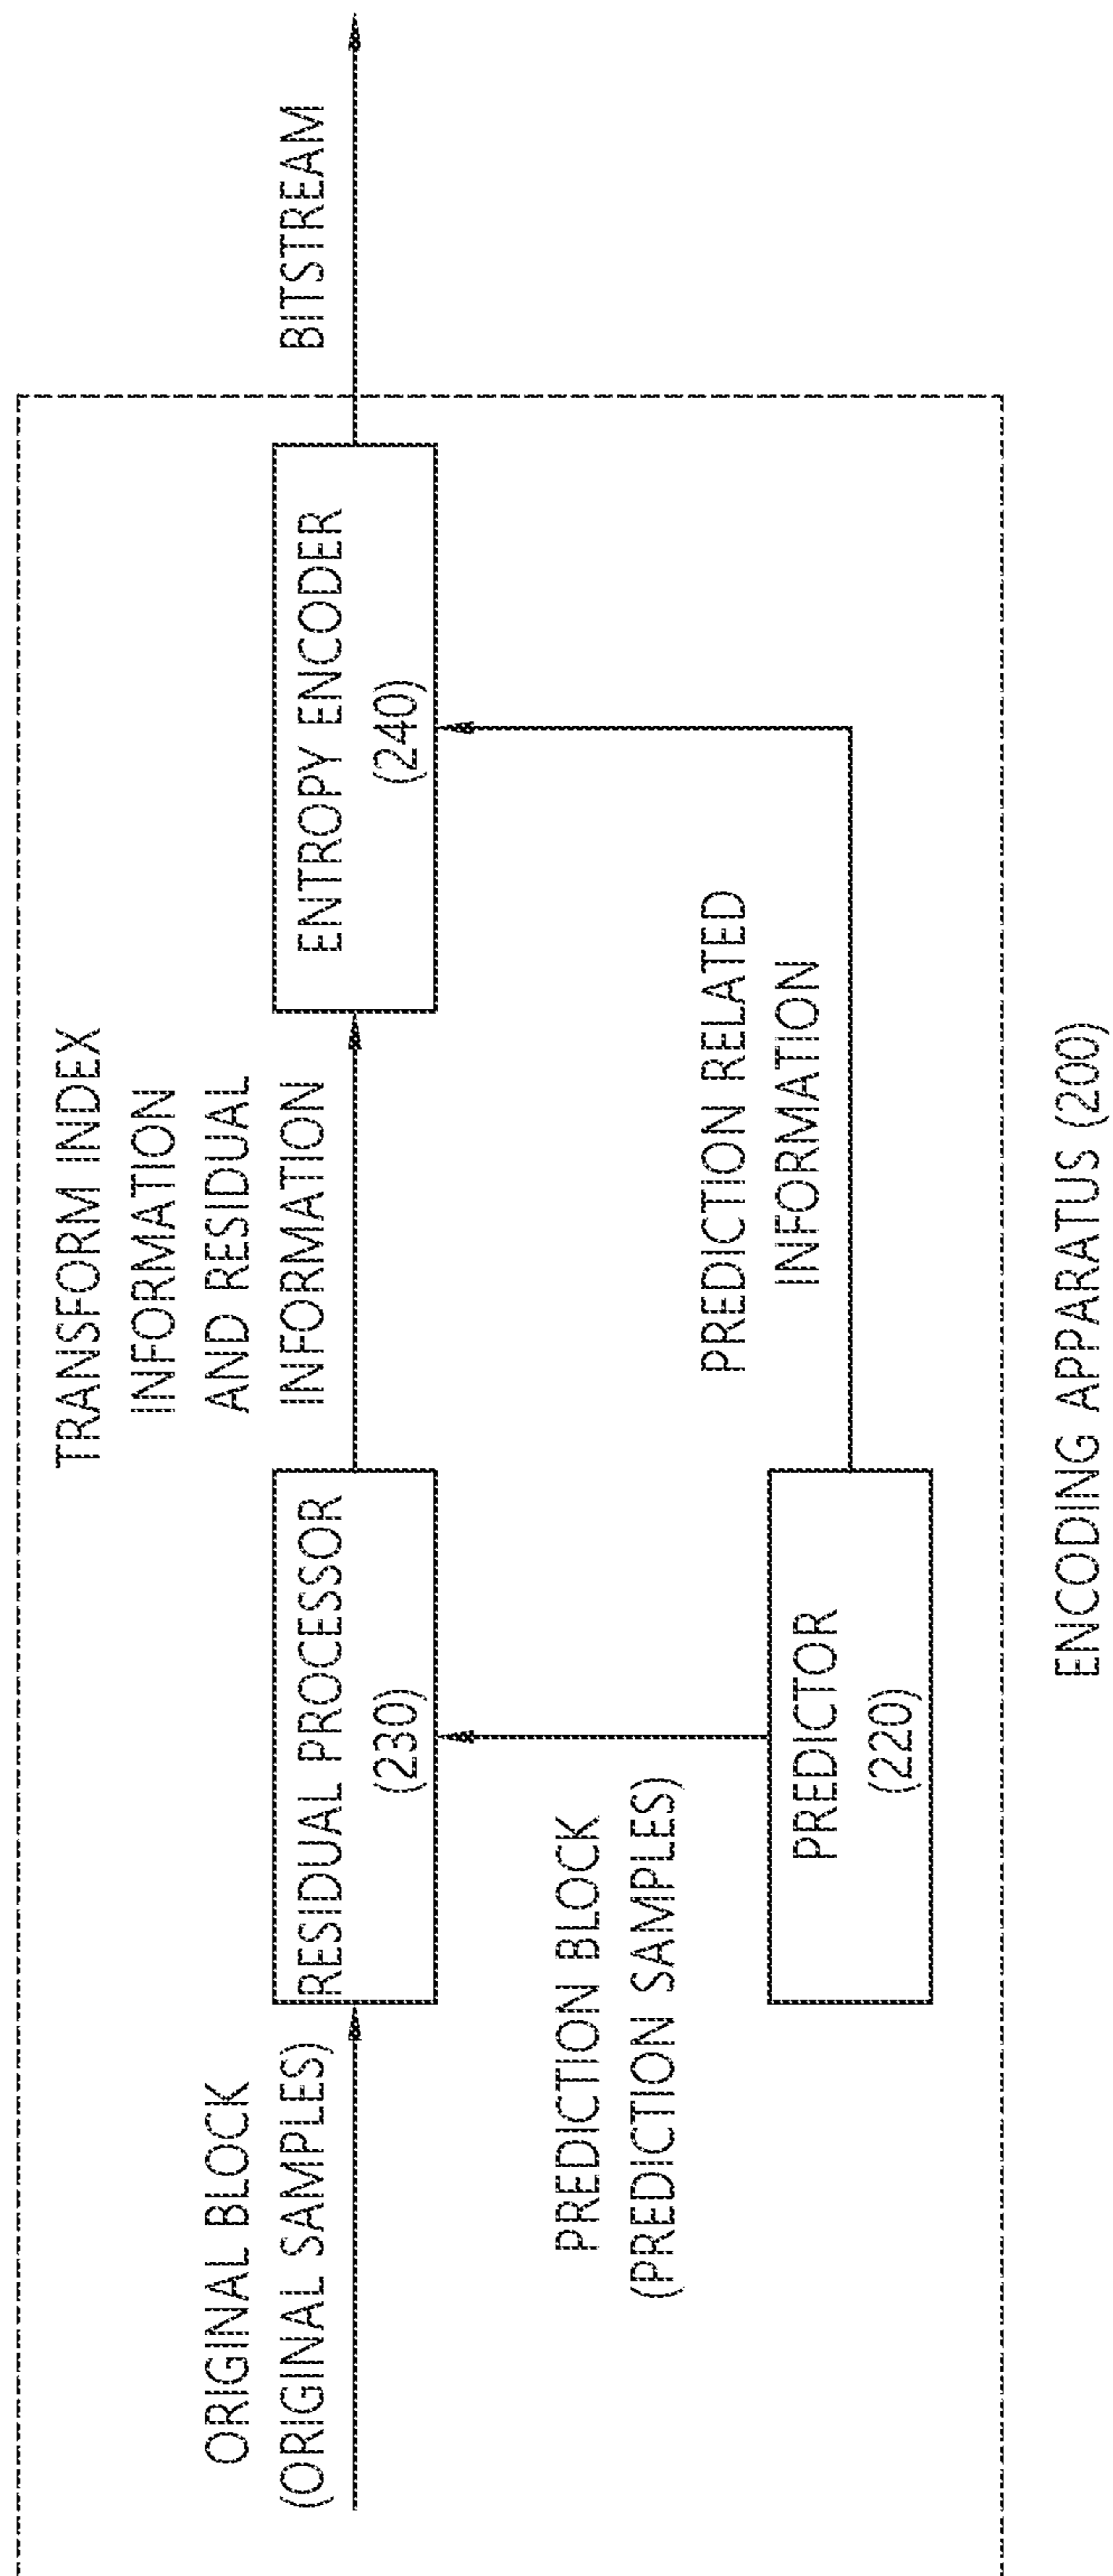 ORIGINAL BLOCK
(ORIGINAL SAMPLES)
RESIDUAL PROCESSOR
(230)
TRANSFORM INDEX
INFORMATION
AND RESIDUAL
INFORMATION
ENTROPY ENCODER
(240)
BITSTREAM
PREDICTION BLOCK
(PREDICTION SAMPLES)
PREDICTOR
(220)
PREDICTION RELATED
INFORMATION
ENCODING APPARATUS (200)